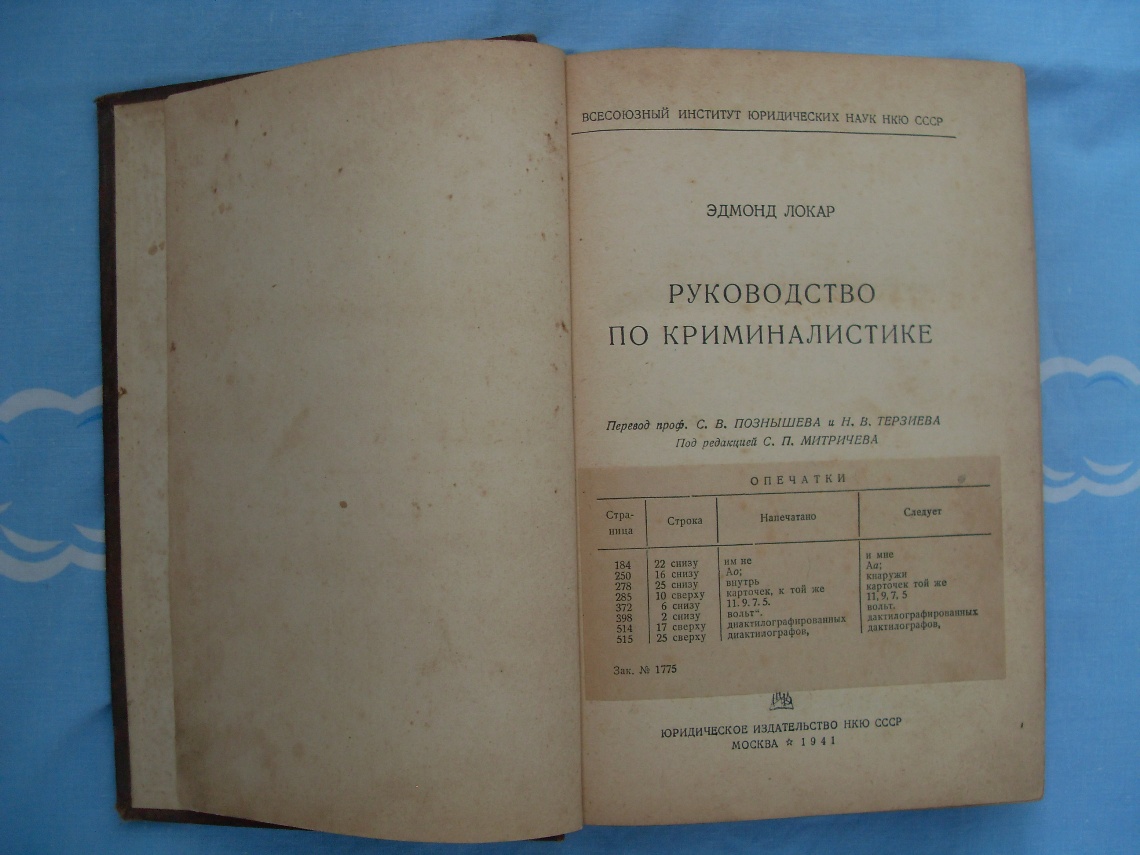 ВСЕСОЮЗНЫЙ ИНСТИТУТ ЮРИДИЧЕСКИХ НАУК НКЮ СССР
ЭДМОНД ЛОКАР
РУКОВОДСТВО
ПО КРИМИНАЛИСТИКЕ
Перевод проф. С. В. ПОЗНЫШЕВА и Н. В. ТЕРЗИЕВА
Под редакцией С. П. МИТРИЧЕВА
ОПЕЧАТКИ
Стра-
ница Строка Напечатано Следует
184 22 снизу им не и мне
250 16 снизу Ао; Аа;
278 25 снизу внутрь кнаружи
285 10 сверху карточек, к той же карточек той же
372 6 снизу 11. 9. 7. 5. 11, 9, 7. 5
398 2 снизу вольт“. вольт.
514 17 сверху диактилографированных дактилографированных
515 25 сверху диактилографов, дактилографов,
Зак. № 1775
ЮРИДИЧЕСКОЕ ИЗДАТЕЛЬСТВО НКЮ СССР
МОСКВА ☆ 1941